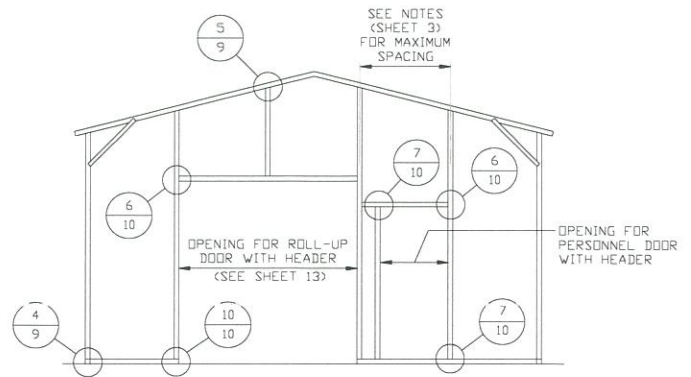 SEE NOTES
(SHEET 3)
FOR MAXIMUM
SPACING
5
9
7
10
6
10
6
10
OPENING FOR ROLL-UP
DOOR WITH HEADER
(SEE SHEET 13)
OPENING FOR
PERSONNEL DOOR
WITH HEADER
4
9
10
10
7
10